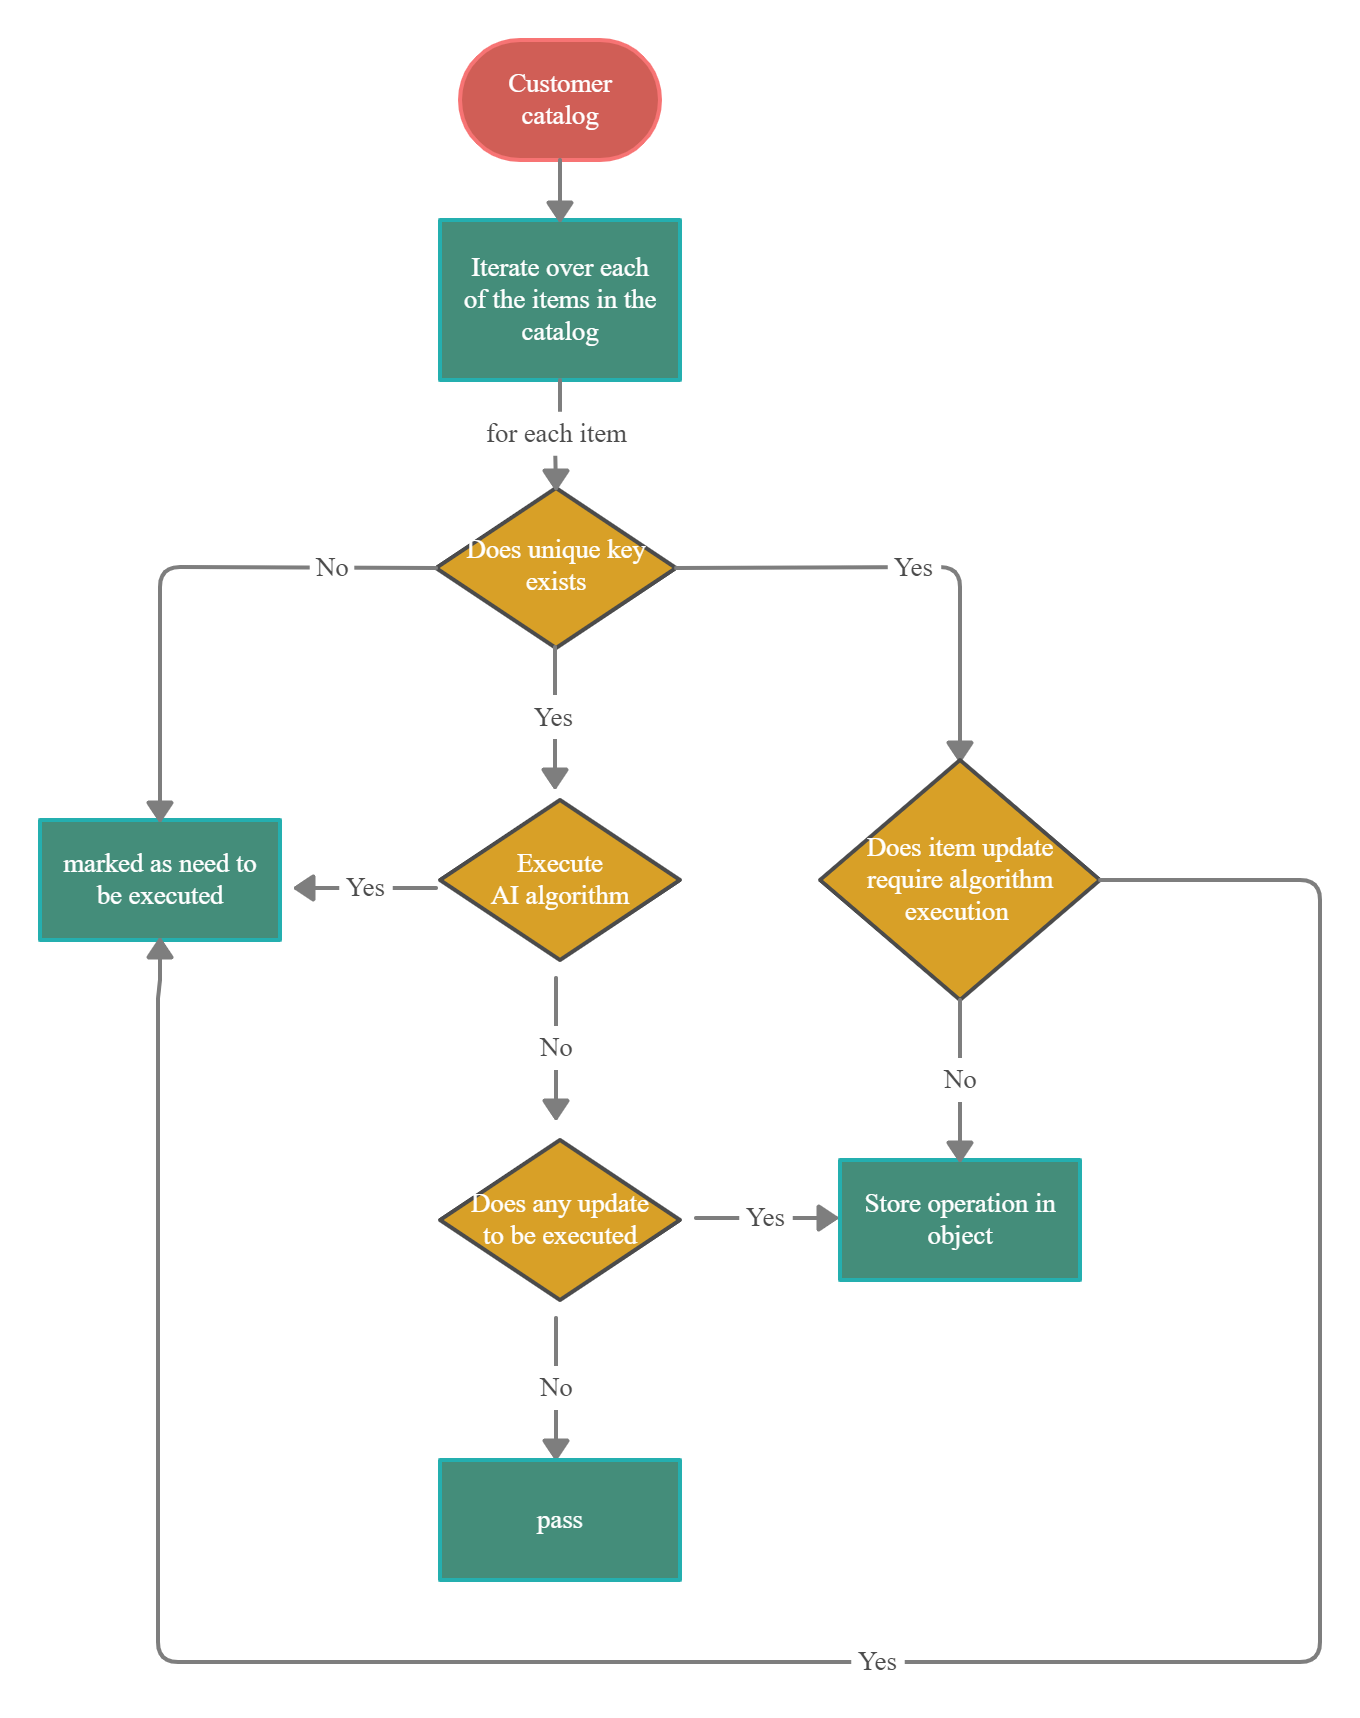 Customer
catalog
Iterate over each
of the items in the
catalog
for each item
Does unique key
exists
No
Yes
Yes
Does item update
require algorithm
execution
marked as need to
be executed
Yes
Execute
AI algorithm
No
No
Does any update
to be executed
Yes
Store operation in
object
No
pass
Yes